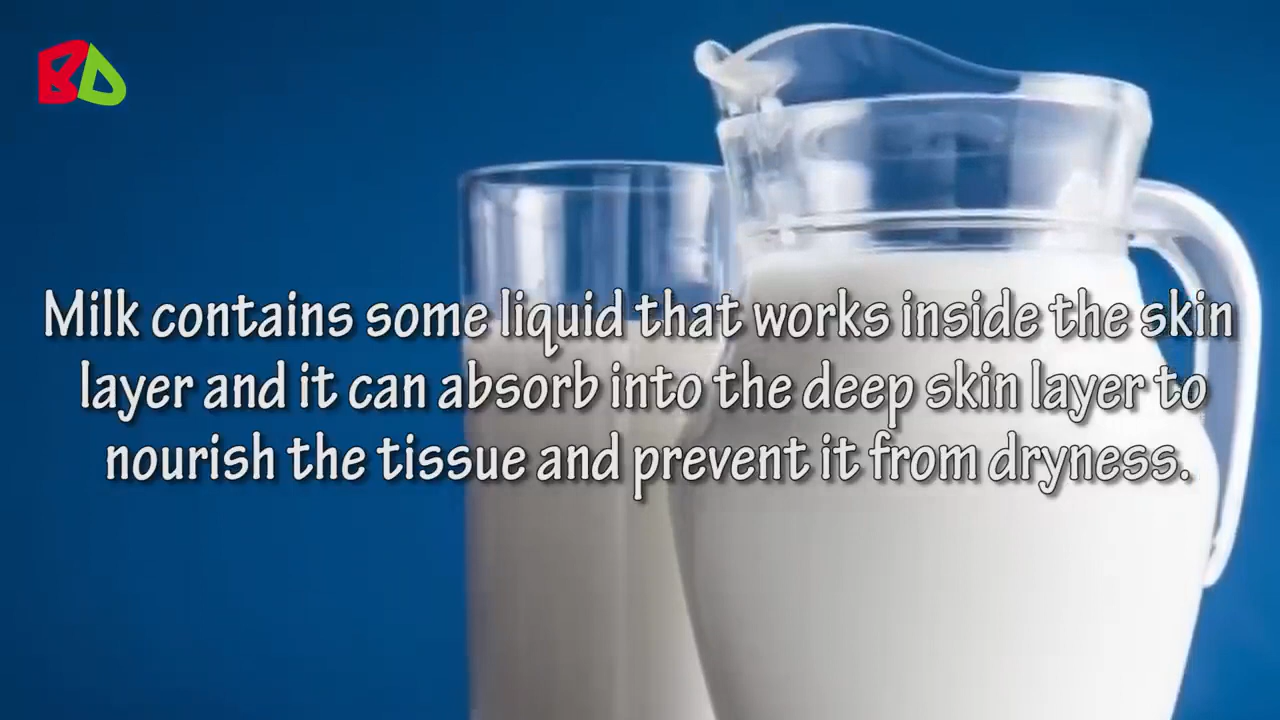 BD
Milk contains some liquid that works inside the skin
layer and it can absorb into the deep skin layer to
nourish the tissue and prevent it from dryness.